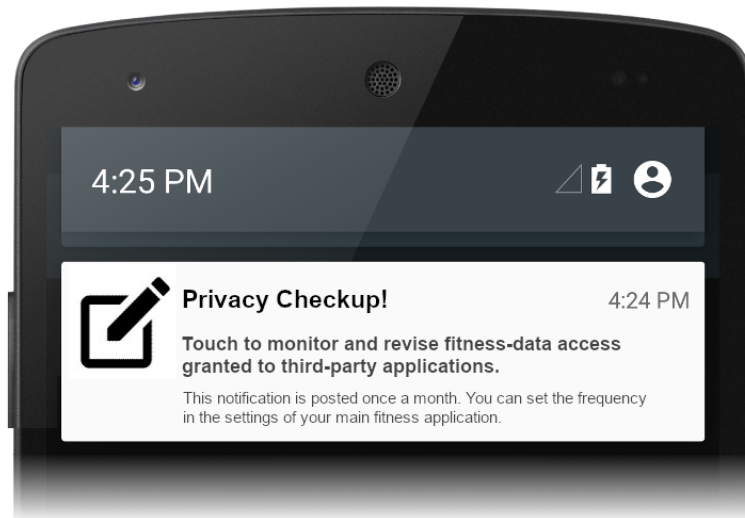 4:25 PM
Privacy Checkup!
4:24 PM
Touch to monitor and revise fitness-data access
granted to third-party applications.
This notification is posted once a month. You can set the frequency
in the settings of your main fitness application.